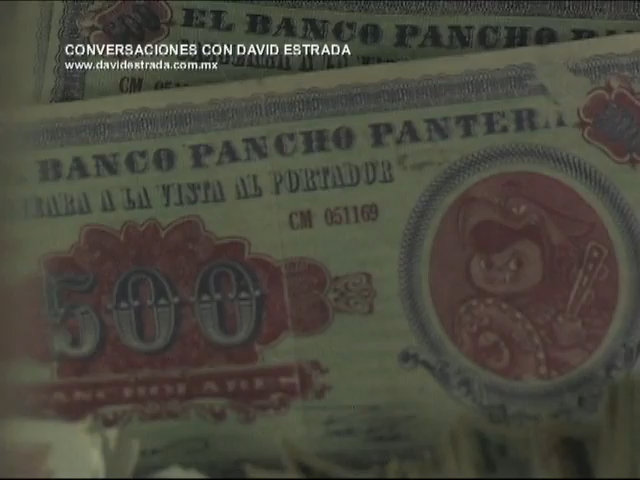 EL BANCO PANCHO
CONVERSACIONES CON DAVID ESTRADA
www.davidestrada.com.mx
BANCO PANCHO PANTERA
A LA VISTA AL PORTADOR
CM 051169
500